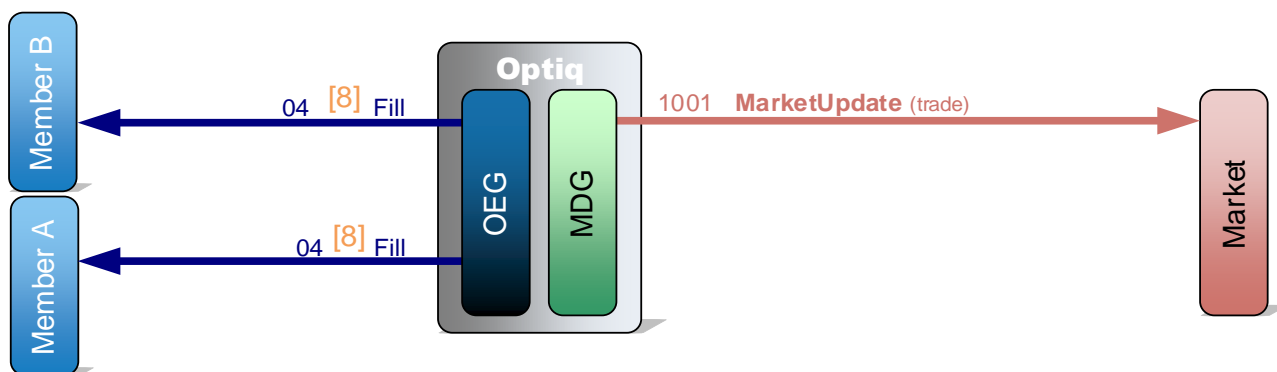 Optiq
Member B
04 [8] Fill
OEG
MDG
1001 MarketUpdate (trade)
Market
Member A
04 [8] Fill